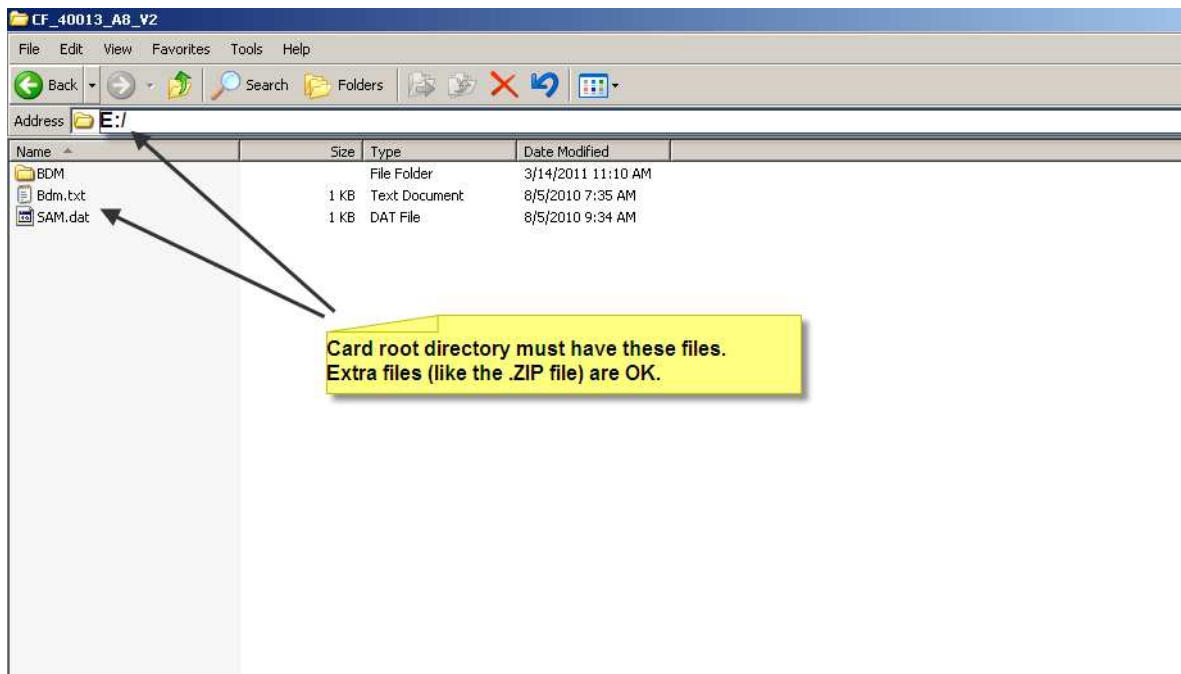 CF_40013_A8_V2
File Edit View Favorites Tools Help
Back Search Folders
Address E:/
Name Size Type Date Modified
BDM File Folder 3/14/2011 11:10 AM
Bdm.txt 1 KB Text Document 8/5/2010 7:35 AM
SAM.dat 1 KB DAT File 8/5/2010 9:34 AM
Card root directory must have these files.
Extra files (like the .ZIP file) are OK.